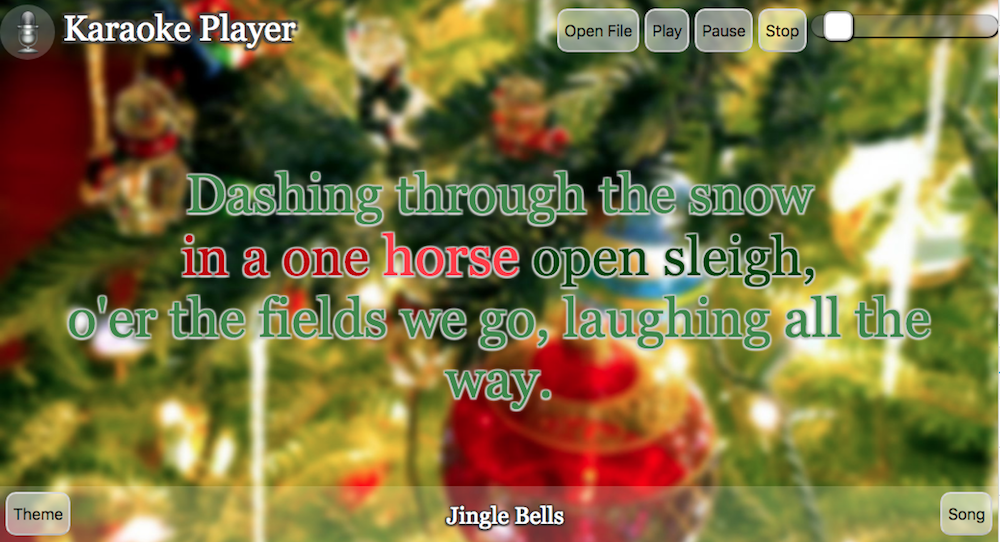 Karaoke Player
Open File
Play
Pause
Stop
Dashing through the snow
in a one horse open sleigh,
o'er the fields we go, laughing all the
way.
Theme
Jingle Bells
Song